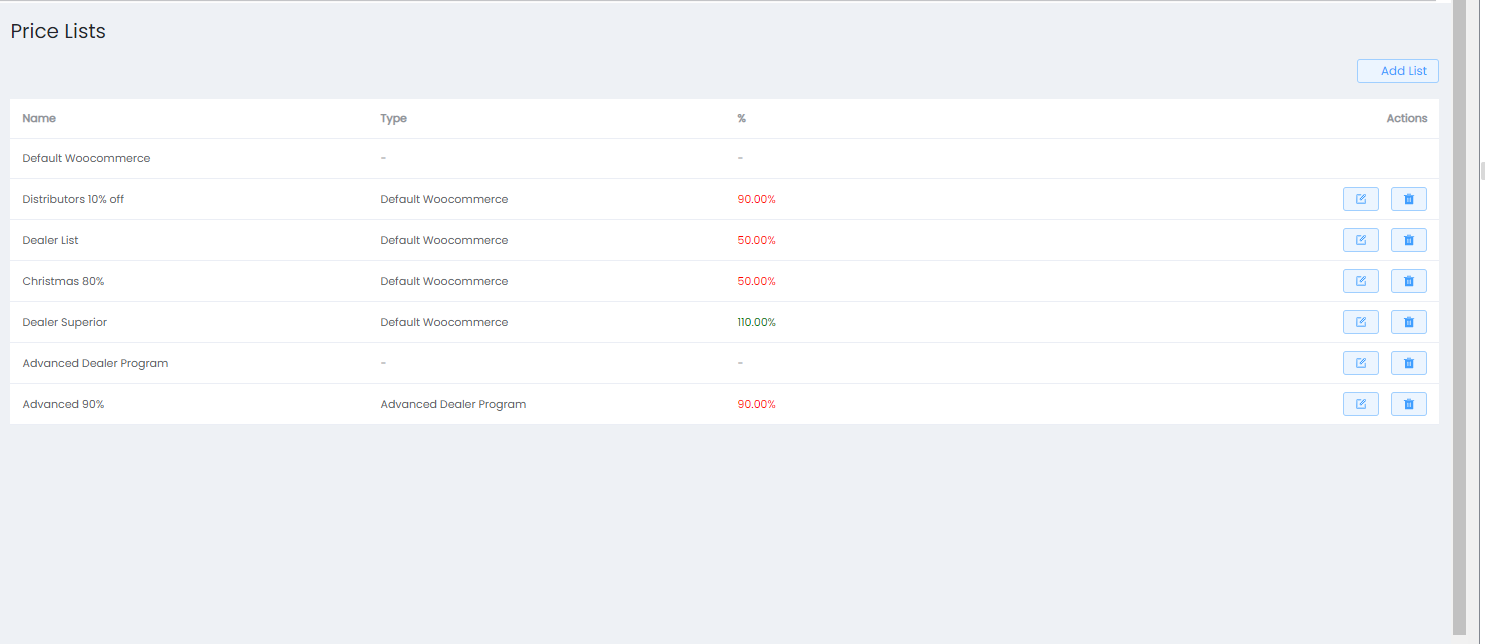 Price Lists
Add List
Name Type % Actions
Default Woocommerce - -
Distributors 10% off Default Woocommerce 90.00%
Dealer List Default Woocommerce 50.00%
Christmas 80% Default Woocommerce 50.00%
Dealer Superior Default Woocommerce 110.00%
Advanced Dealer Program - -
Advanced 90% Advanced Dealer Program 90.00%